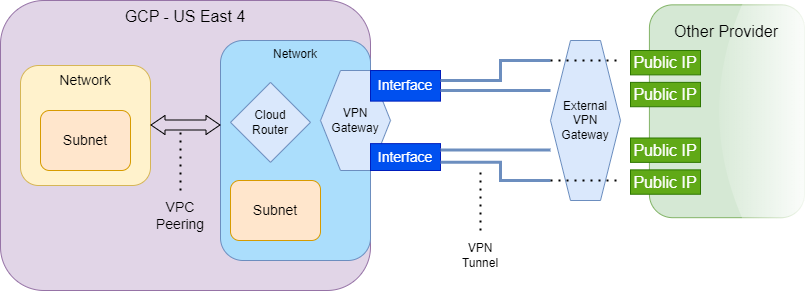 GCP - US East 4
Network
Subnet
VPC
Peering
Network
Cloud
Router
VPN
Gateway
Interface
Interface
Subnet
VPN
Tunnel
External
VPN
Gateway
Other Provider
Public IP
Public IP
Public IP
Public IP